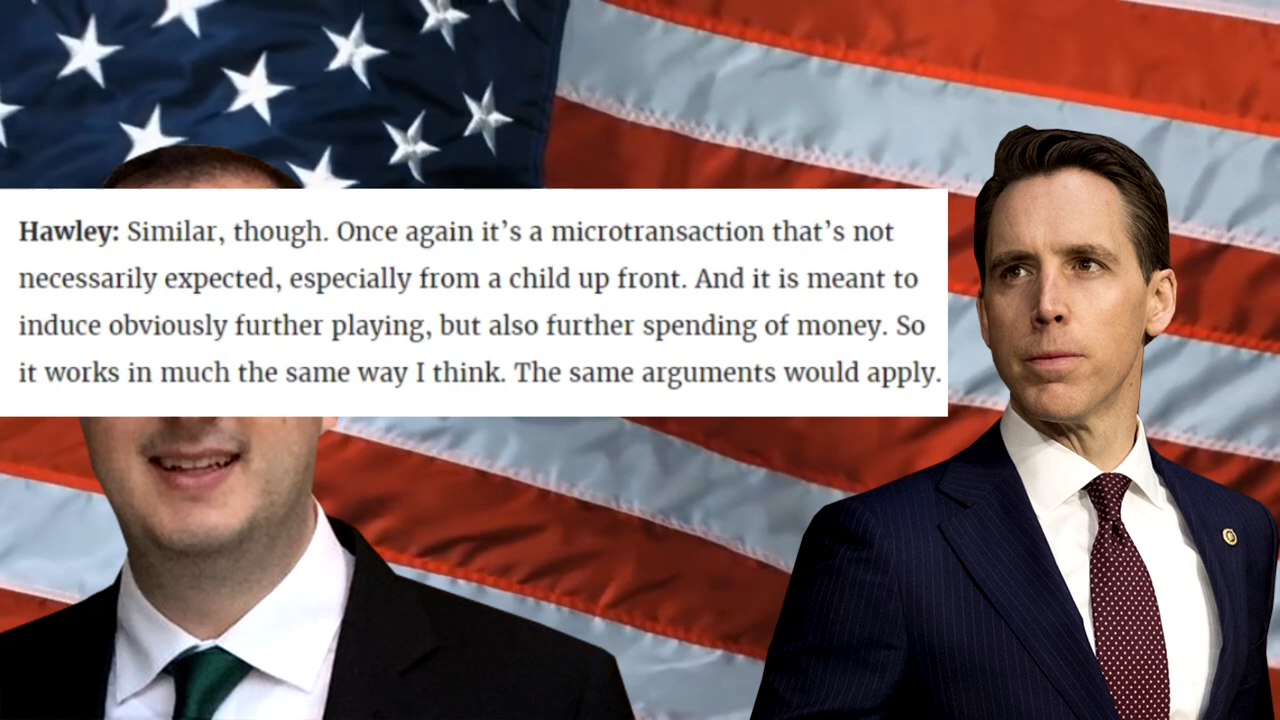 Hawley: Similar, though. Once again it’s a microtransaction that’s not
necessarily expected, especially from a child up front. And it is meant to
induce obviously further playing, but also further spending of money. So
it works in much the same way I think. The same arguments would apply.